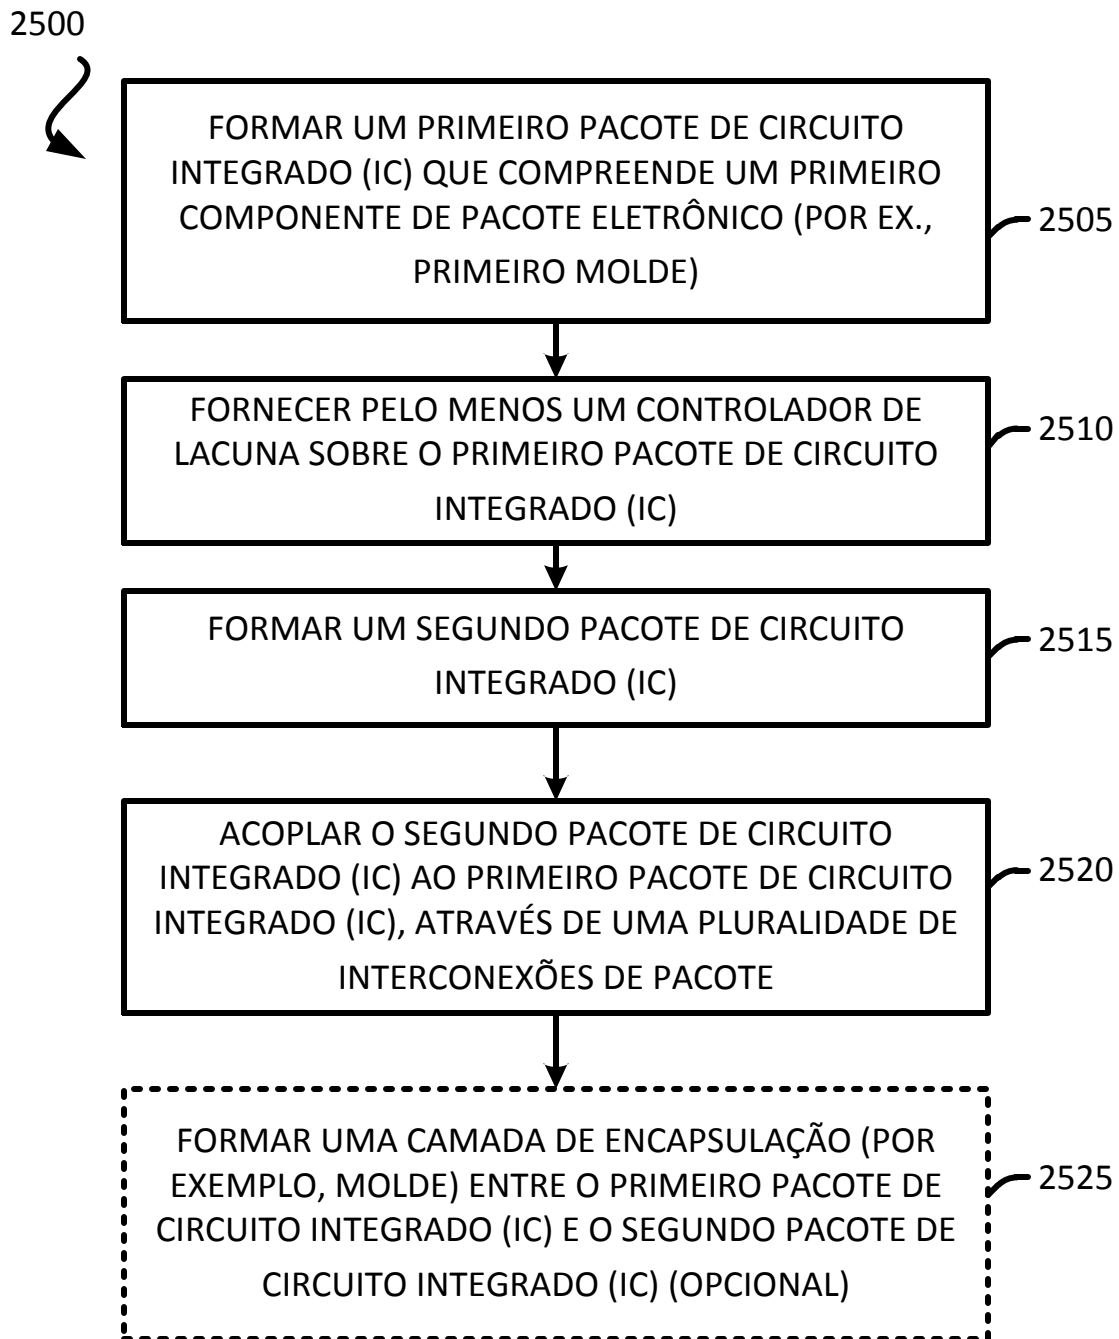 2500
FORMAR UM PRIMEIRO PACOTE DE CIRCUITO
INTEGRADO (IC) QUE COMPREENDE UM PRIMEIRO
COMPONENTE DE PACOTE ELETRÔNICO (POR EX.,
PRIMEIRO MOLDE)
2505
FORNECER PELO MENOS UM CONTROLADOR DE
LACUNA SOBRE O PRIMEIRO PACOTE DE CIRCUITO
INTEGRADO (IC)
2510
FORMAR UM SEGUNDO PACOTE DE CIRCUITO
INTEGRADO (IC)
2515
ACOPLAR O SEGUNDO PACOTE DE CIRCUITO
INTEGRADO (IC) AO PRIMEIRO PACOTE DE CIRCUITO
INTEGRADO (IC), ATRAVÉS DE UMA PLURALIDADE DE
INTERCONEXÕES DE PACOTE
2520
FORMAR UMA CAMADA DE ENCAPSULAÇÃO (POR
EXEMPLO, MOLDE) ENTRE O PRIMEIRO PACOTE DE
CIRCUITO INTEGRADO (IC) E O SEGUNDO PACOTE DE
CIRCUITO INTEGRADO (IC) (OPCIONAL)
2525